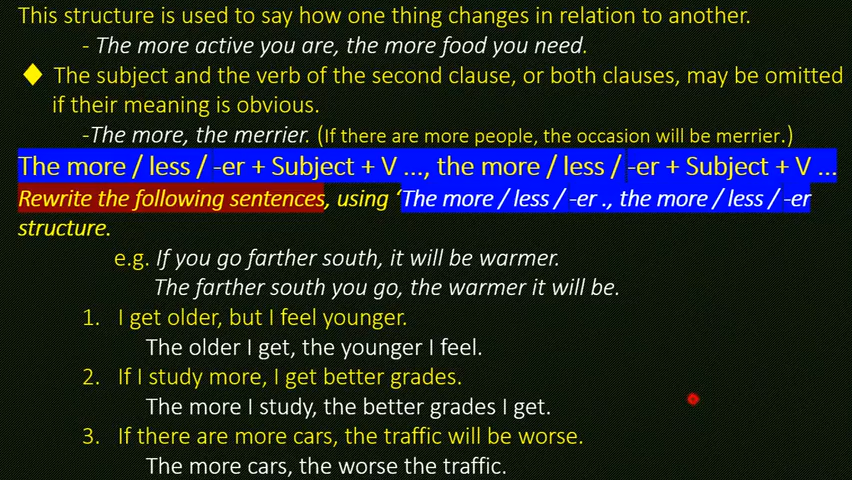 This structure is used to say how one thing changes in relation to another.
- The more active you are, the more food you need.
The subject and the verb of the second clause, or both clauses, may be omitted
if their meaning is obvious.
-The more, the merrier. (If there are more people, the occasion will be merrier.)
The more / less / -er + Subject + V ..., the more / less / -er + Subject + V ...
Rewrite the following sentences, using ‘The more / less / -er ., the more / less / -er
structure.
e.g. If you go farther south, it will be warmer.
The farther south you go, the warmer it will be.
1. I get older, but I feel younger.
The older I get, the younger I feel.
2. If I study more, I get better grades.
The more I study, the better grades I get.
3. If there are more cars, the traffic will be worse.
The more cars, the worse the traffic.